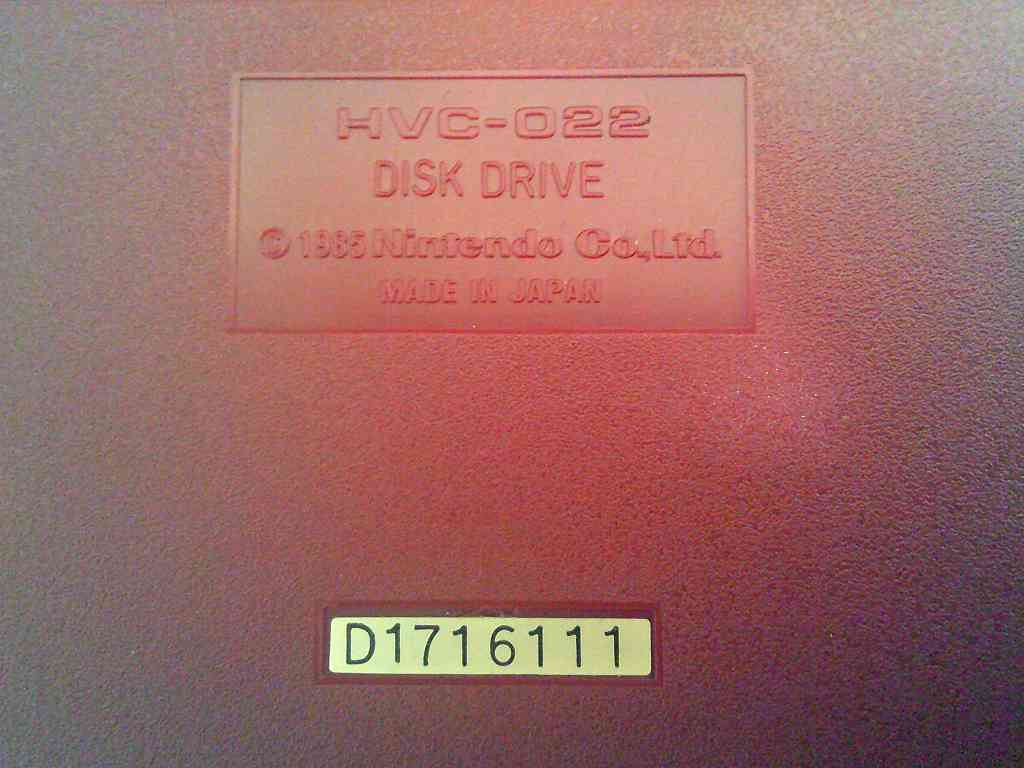 HVC-022
DISK DRIVE
© 1985 Nintendo Co.,Ltd.
MADE IN JAPAN
D1716111